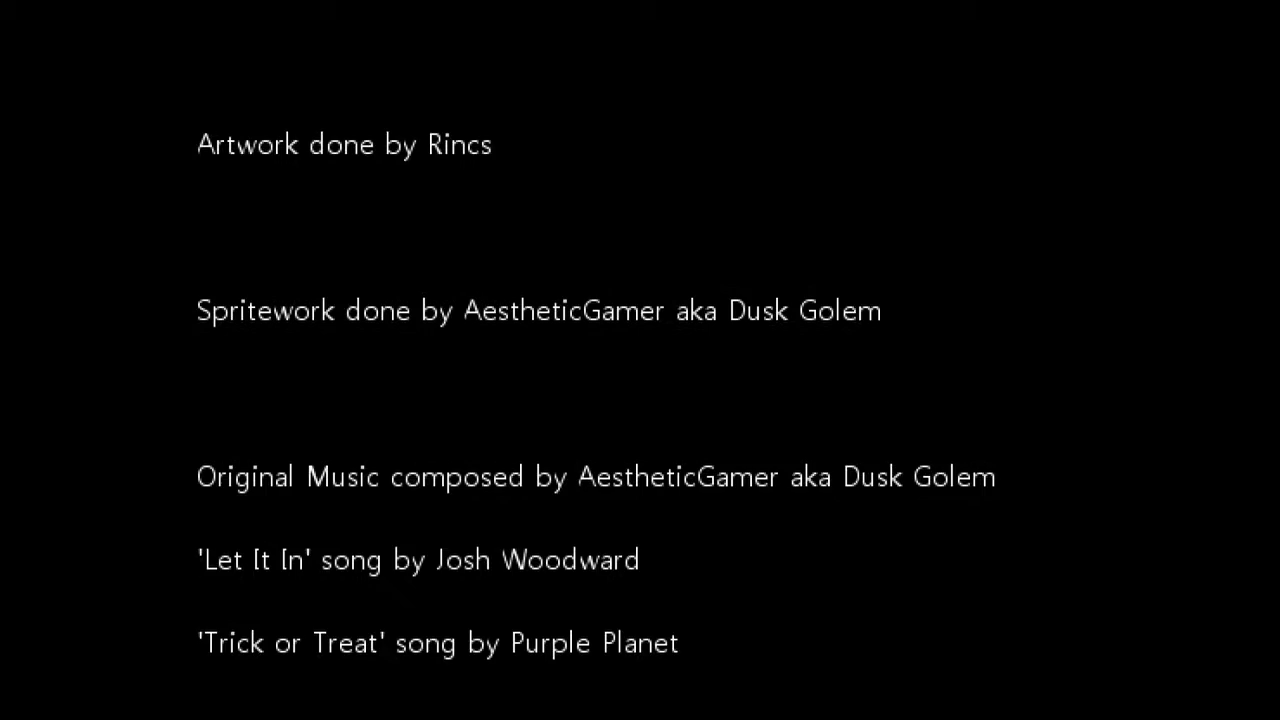 Artwork done by Rincs
Spritework done by AestheticGamer aka Dusk Golem
Original Music composed by AestheticGamer aka Dusk Golem
'Let It In' song by Josh Woodward
'Trick or Treat' song by Purple Planet